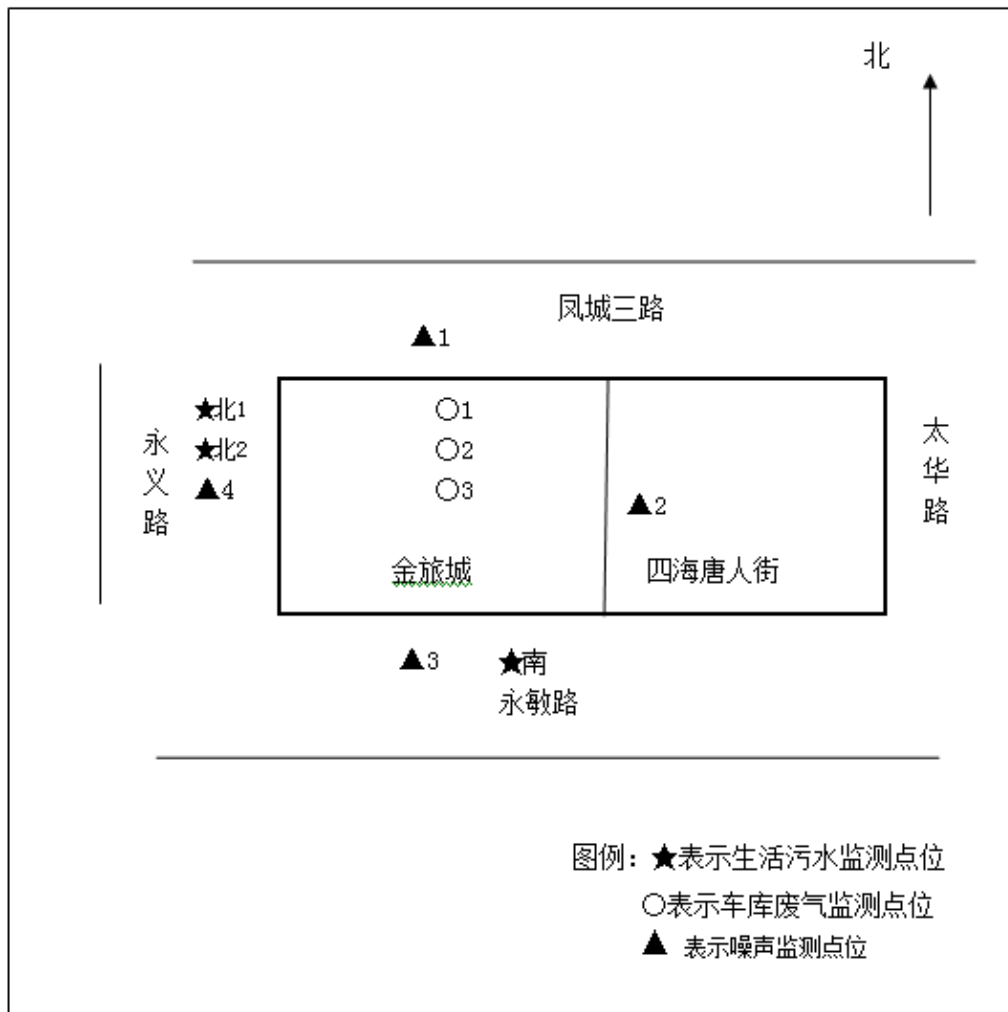 北
凤城三路
▲1
★北1
○1
★北2
○2
▲4
○3
▲2
永义路
太华路
金旅城
四海唐人街
▲3
★南
永敏路
图例：★表示生活污水监测点位
○表示车库废气监测点位
▲ 表示噪声监测点位